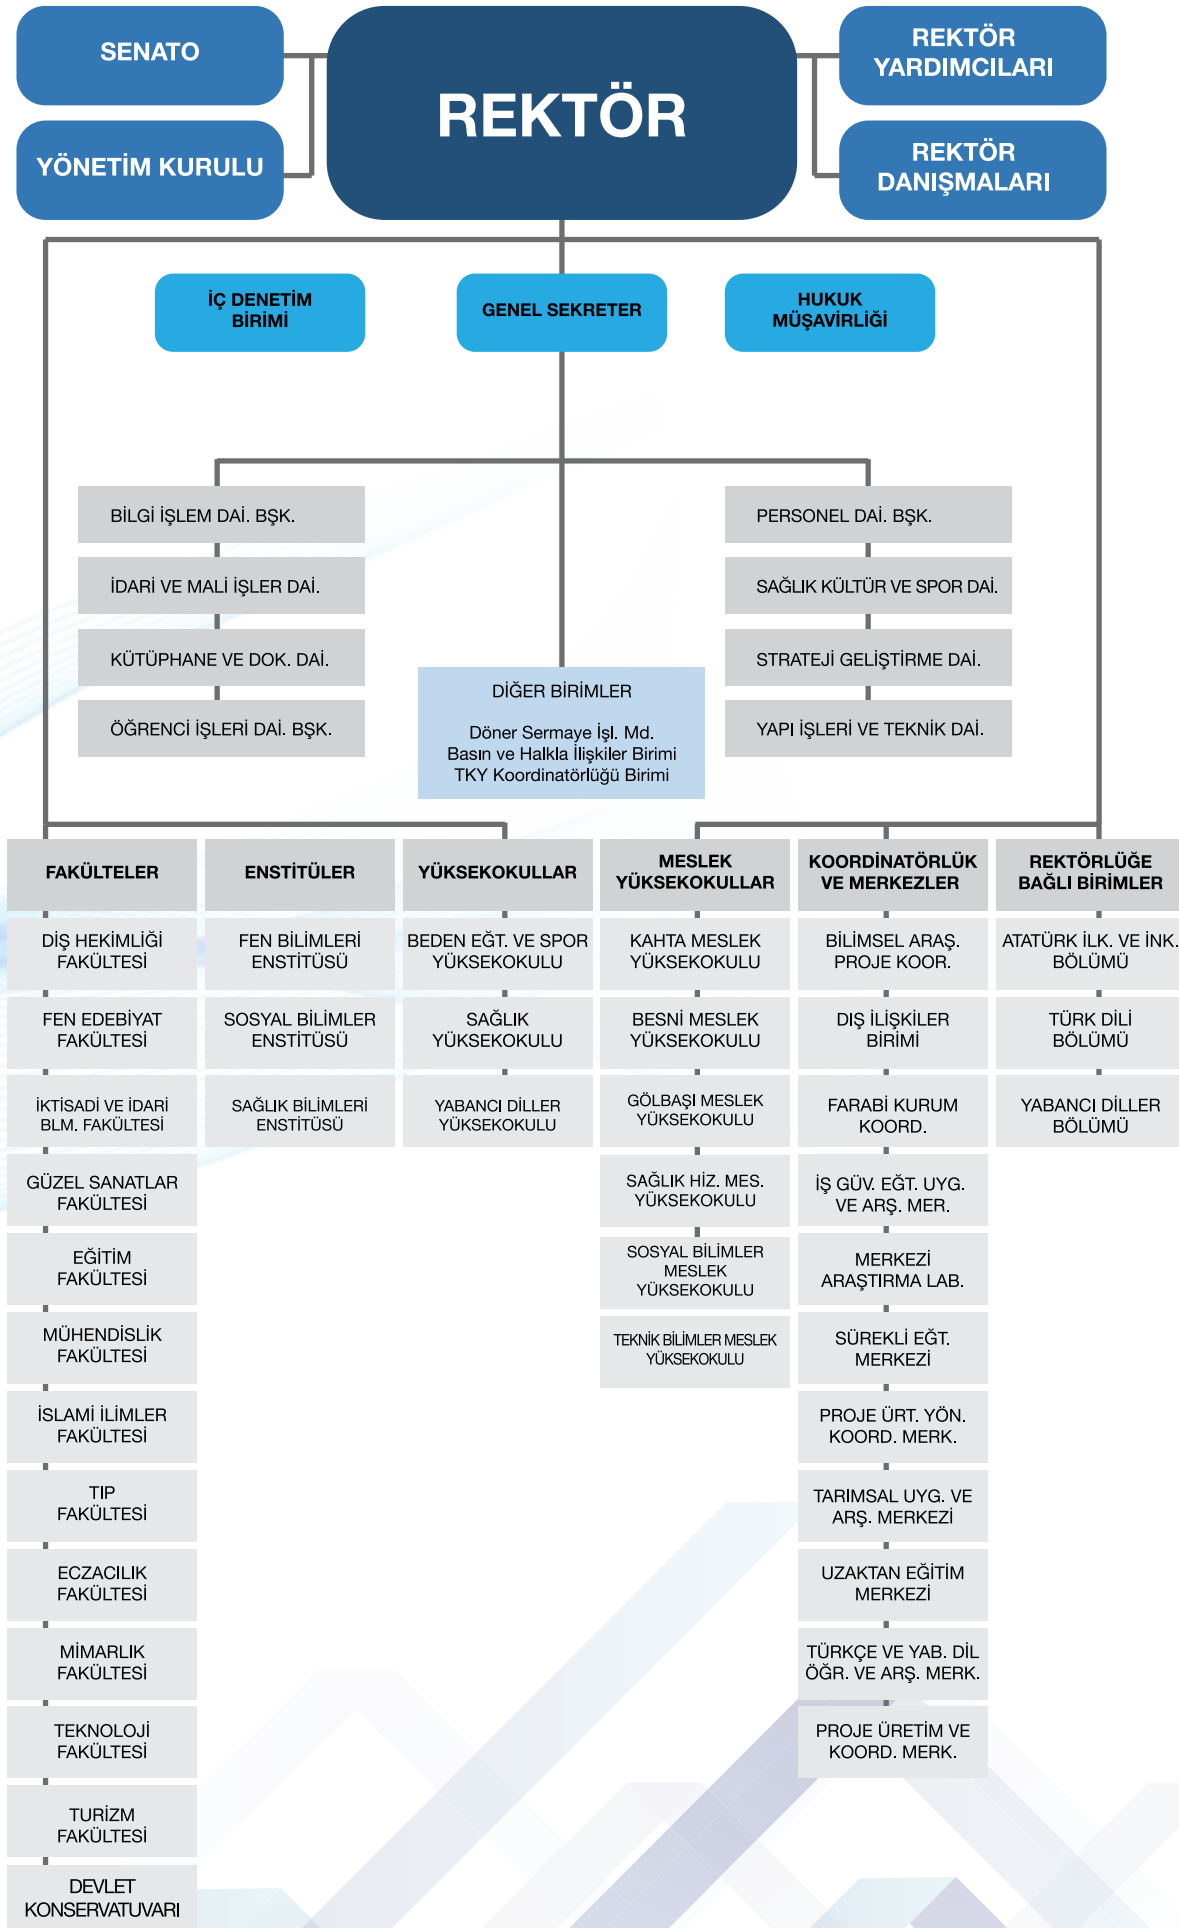 SENATO
YÖNETİM KURULU
REKTÖR
REKTÖR
YARDIMCILARI
REKTÖR
DANIŞMALARI
İÇ DENETİM
BİRİMİ
GENEL SEKRETER
HUKUK
MÜŞAVİRLİĞİ
BİLGİ İŞLEM DAİ. BŞK.
İDARİ VE MALİ İŞLER DAİ.
KÜTÜPHANE VE DOK. DAİ.
ÖĞRENCİ İŞLERİ DAİ. BŞK.
DİĞER BİRİMLER
Döner Sermaye İşl. Md.
Basın ve Halkla İlişkiler Birimi
TKY Koordinatörlüğü Birimi
PERSONEL DAİ. BŞK.
SAĞLIK KÜLTÜR VE SPOR DAİ.
STRATEJİ GELİŞTİRME DAİ.
YAPI İŞLERİ VE TEKNİK DAİ.
FAKÜLTELER
DİŞ HEKİMLİĞİ
FAKÜLTESİ
FEN EDEBİYAT
FAKÜLTESİ
İKTİSADİ VE İDARİ
BLM. FAKÜLTESİ
GÜZEL SANATLAR
FAKÜLTESİ
EĞİTİM
FAKÜLTESİ
MÜHENDİSLİK
FAKÜLTESİ
İSLAMİ İLİMLER
FAKÜLTESİ
TIP
FAKÜLTESİ
ECZACILIK
FAKÜLTESİ
MİMARLIK
FAKÜLTESİ
TEKNOLOJİ
FAKÜLTESİ
TURİZM
FAKÜLTESİ
DEVLET
KONSERVATUVARI
ENSTİTÜLER
FEN BİLİMLERİ
ENSTİTÜSÜ
SOSYAL BİLİMLER
ENSTİTÜSÜ
SAĞLIK BİLİMLERİ
ENSTİTÜSÜ
YÜKSEKOKULLAR
BEDEN EĞT. VE SPOR
YÜKSEKOKULU
SAĞLIK
YÜKSEKOKULU
YABANCI DİLLER
YÜKSEKOKULU
MESLEK
YÜKSEKOKULLAR
KAHTA MESLEK
YÜKSEKOKULU
BESNİ MESLEK
YÜKSEKOKULU
GÖLBAŞI MESLEK
YÜKSEKOKULU
SAĞLIK HİZ. MES.
YÜKSEKOKULU
SOSYAL BİLİMLER
MESLEK
YÜKSEKOKULU
TEKNİK BİLİMLER MESLEK
YÜKSEKOKULU
KOORDİNATÖRLÜK
VE MERKEZLER
BİLİMSEL ARAŞ.
PROJE KOOR.
DIŞ İLİŞKİLER
BİRİMİ
FARABİ KURUM
KOORD.
İŞ GÜV. EĞT. UYG.
VE ARŞ. MER.
MERKEZİ
ARAŞTIRMA LAB.
SÜREKLİ EĞT.
MERKEZİ
PROJE ÜRT. YÖN.
KOORD. MERK.
TARIMSAL UYG. VE
ARŞ. MERKEZİ
UZAKTAN EĞİTİM
MERKEZİ
TÜRKÇE VE YAB. DİL
ÖĞR. VE ARŞ. MERK.
PROJE ÜRETİM VE
KOORD. MERK.
REKTÖRLÜĞE
BAĞLI BİRİMLER
ATATÜRK İLK. VE İNK.
BÖLÜMÜ
TÜRK DİLİ
BÖLÜMÜ
YABANCI DİLLER
BÖLÜMÜ